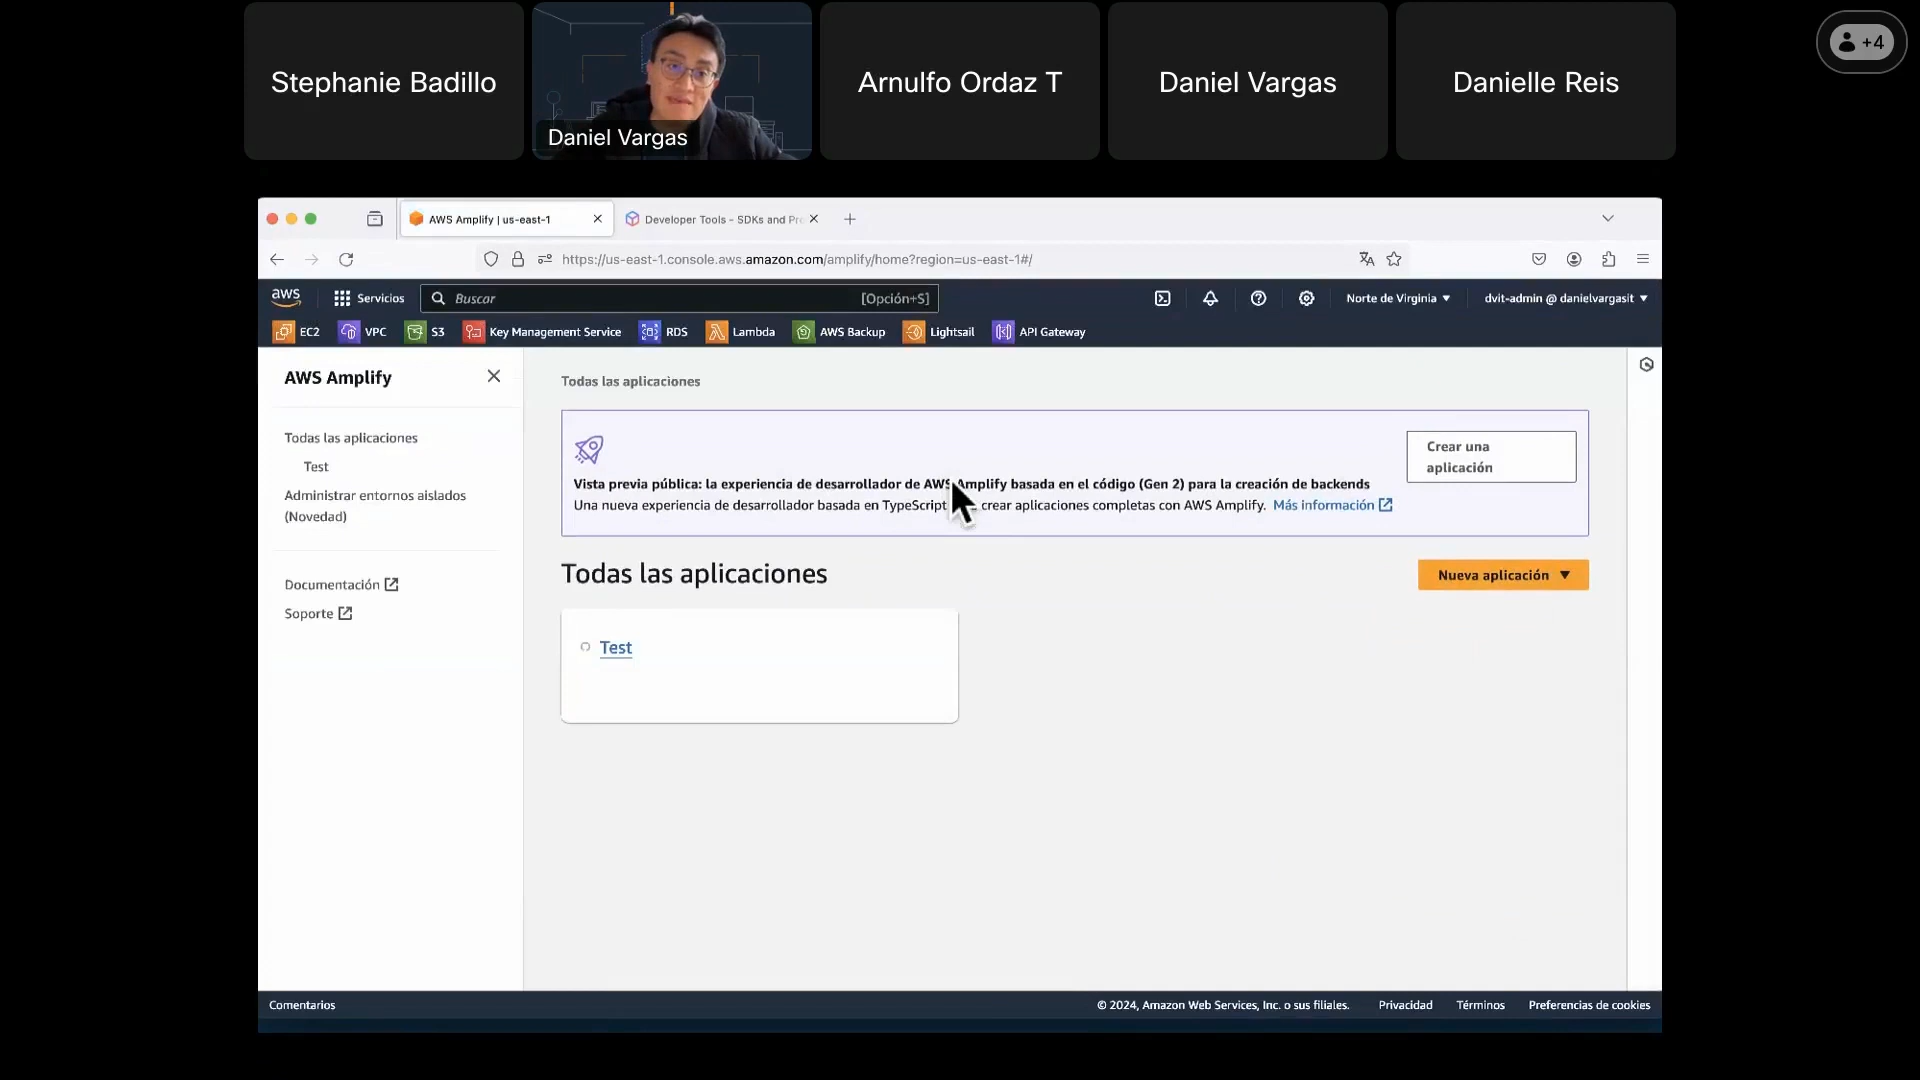 Stephanie Badillo
Daniel Vargas
Arnulfo Ordaz T
Daniel Vargas
Danielle Reis
+4
AWS Amplify | us-east-1
Developer Tools - SDKs and Pr
https://us-east-1.console.aws.amazon.com/amplify/home?region=us-east-1#/
aws
Servicios
Buscar
[Opción+S]
Norte de Virginia
dvit-admin @ danielvargasit
EC2
VPC
S3
Key Management Service
RDS
Lambda
AWS Backup
Lightsail
API Gateway
AWS Amplify
Todas las aplicaciones
Test
Administrar entornos aislados
(Novedad)
Documentación
Soporte
Todas las aplicaciones
Vista previa pública: la experiencia de desarrollador de AWS Amplify basada en el código (Gen 2) para la creación de backends
Una nueva experiencia de desarrollador basada en TypeScript crear aplicaciones completas con AWS Amplify. Más información
Crear una
aplicación
Todas las aplicaciones
Nueva aplicación
Test
Comentarios
© 2024, Amazon Web Services, Inc. o sus filiales.
Privacidad
Términos
Preferencias de cookies